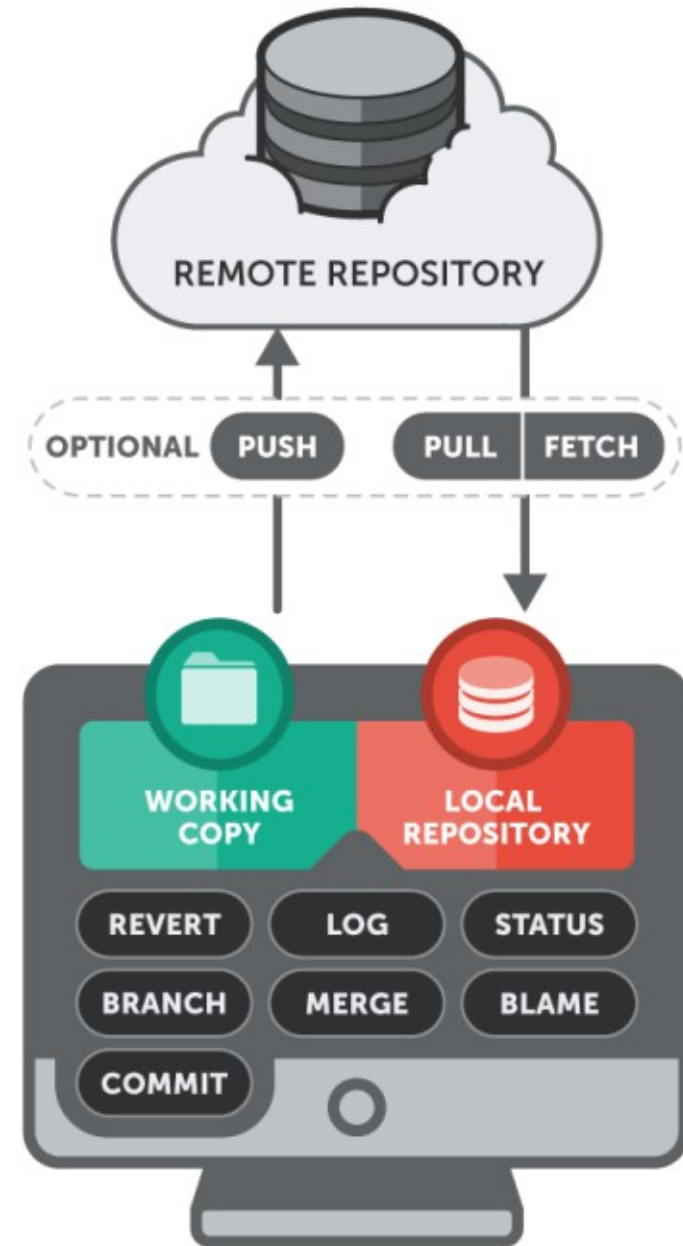 REMOTE REPOSITORY
OPTIONAL PUSH PULL FETCH
WORKING
COPY
LOCAL
REPOSITORY
REVERT LOG STATUS
BRANCH MERGE BLAME
COMMIT